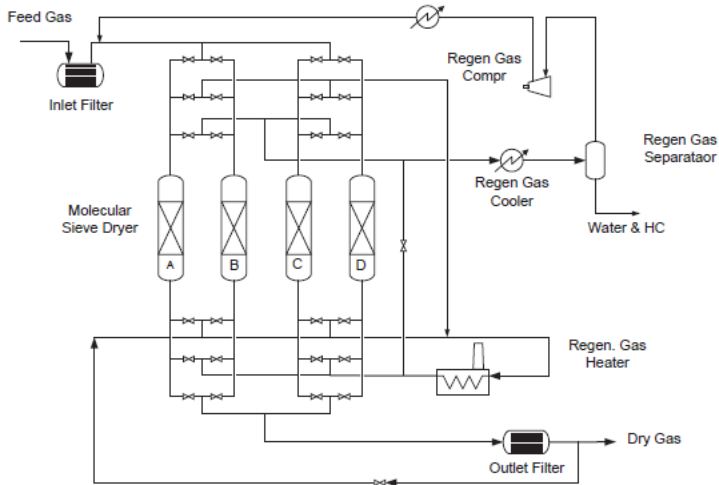 Feed Gas
Inlet Filter
Regen Gas
Compr
Regen Gas
Separataor
Regen Gas
Cooler
Water & HC
Molecular
Sieve Dryer
A
B
C
D
Regen. Gas
Heater
Dry Gas
Outlet Filter